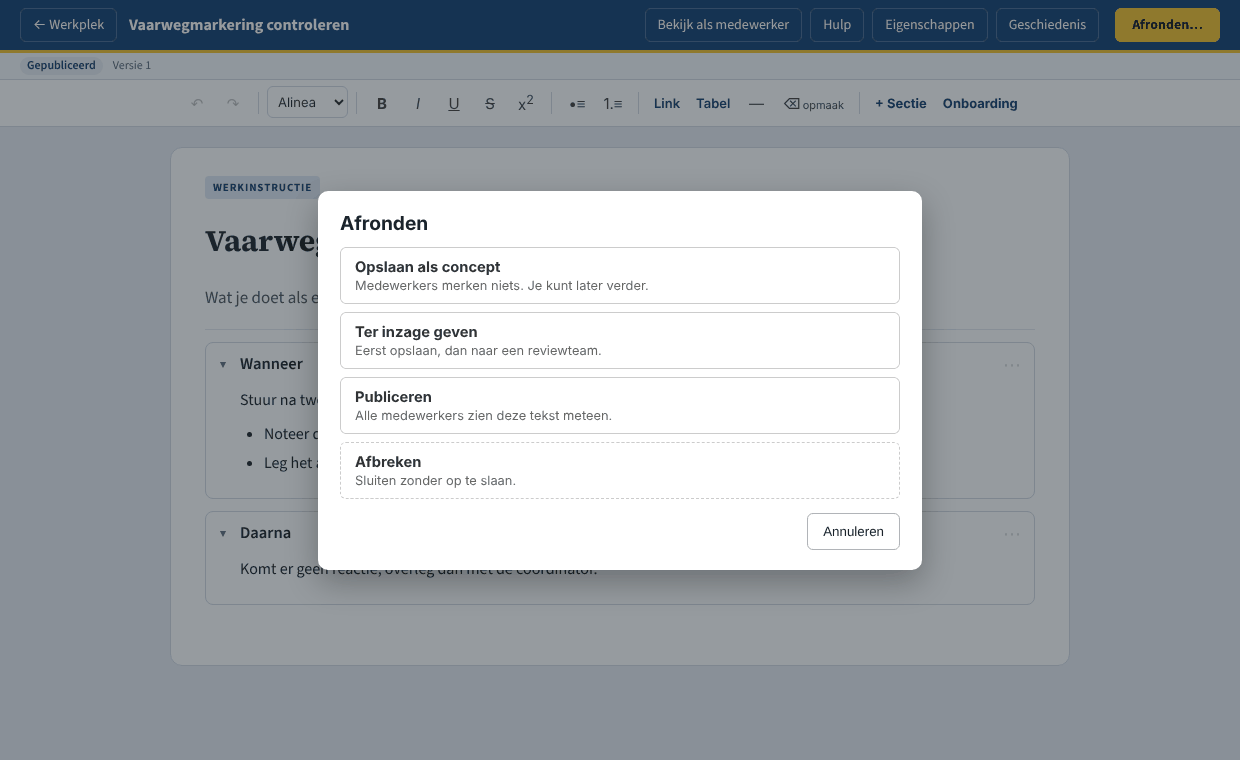 ← Werkplek Vaarwegmarkering controleren Bekijk als medewerker Hulp Eigenschappen Geschiedenis Afronden...
Gepubliceerd Versie 1
Alinea B I U S x² •≡ 1.≡ Link Tabel — ⌫ opmaak + Sectie Onboarding
WERKINSTRUCTIE
Afronden
Opslaan als concept
Medewerkers merken niets. Je kunt later verder.
Ter inzage geven
Eerst opslaan, dan naar een reviewteam.
Publiceren
Alle medewerkers zien deze tekst meteen.
Afbreken
Sluiten zonder op te slaan.
Annuleren
Wat je doet als
▾ Wanneer ...
Stuur na
Noteer
Leg het
▾ Daarna ...
Komt er geen reactie, overleg dan met de coördinator.